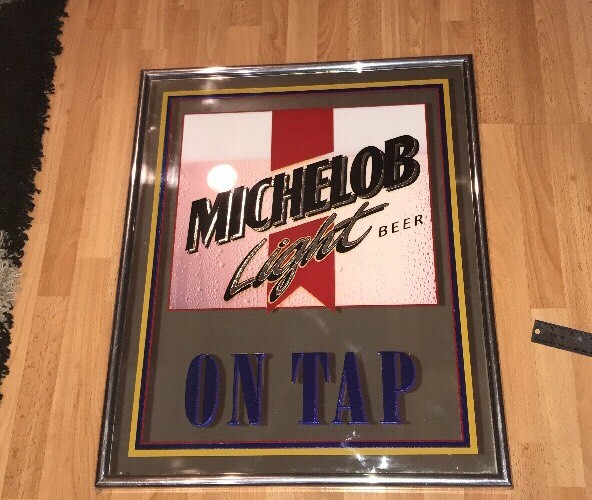 MICHELOB
Light BEER
ON TAP